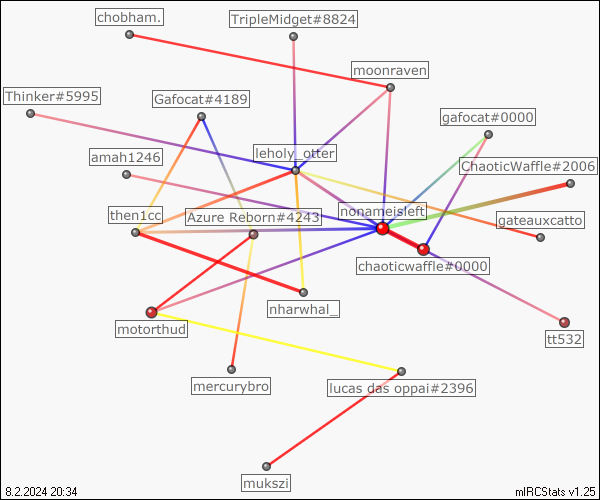 chobham.
TripleMidget#8824
moonraven
Thinker#5995
Gafocat#4189
gafocat#0000
amah1246
leholy_otter
ChaoticWaffle#2006
then1cc
Azure Reborn#4243
nonameisleft
gateauxcatto
chaoticwaffle#0000
nharwhal_
motorthud
tt532
mercurybro
lucas das oppai#2396
mukszi
8.2.2024 20:34
mIRCStats v1.25